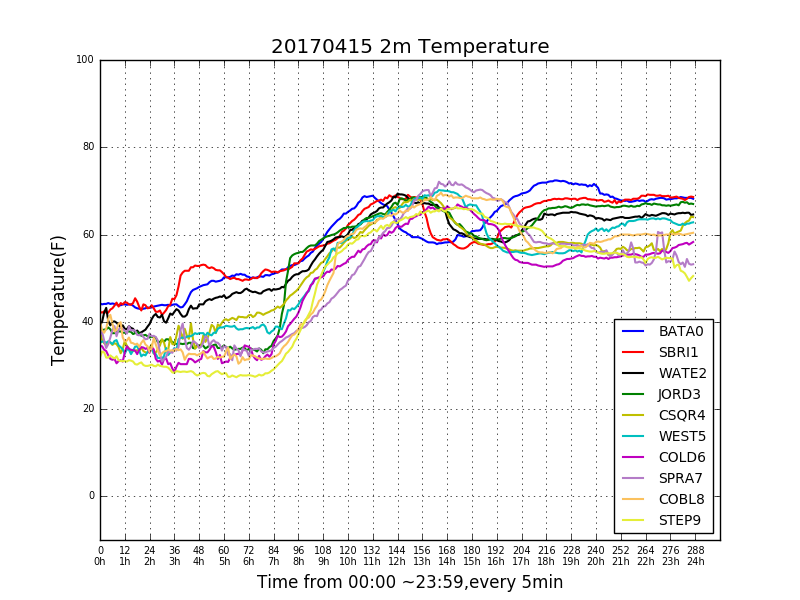 20170415 2m Temperature
100
80
60
40
20
0
Temperature(F)
BATA0
SBRI1
WATE2
JORD3
CSQR4
WEST5
COLD6
SPRA7
COBL8
STEP9
0 12 24 36 48 60 72 84 96 108 120 132 144 156 168 180 192 204 216 228 240 252 264 276 288
0h 1h 2h 3h 4h 5h 6h 7h 8h 9h 10h 11h 12h 13h 14h 15h 16h 17h 18h 19h 20h 21h 22h 23h 24h
Time from 00:00 ~23:59,every 5min